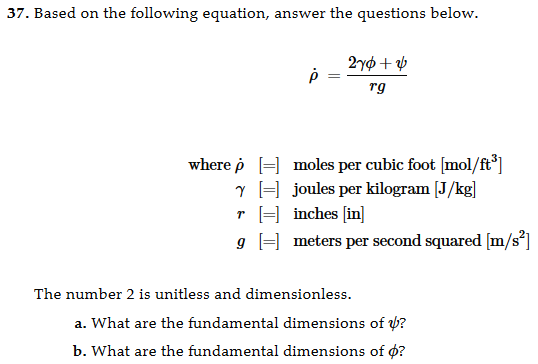 37. Based on the following equation, answer the questions below.
ρ̇ = (2γϕ + ψ) / (rg)
where ρ̇ [=] moles per cubic foot [mol/ft³]
γ [=] joules per kilogram [J/kg]
r [=] inches [in]
g [=] meters per second squared [m/s²]
The number 2 is unitless and dimensionless.
a. What are the fundamental dimensions of ψ?
b. What are the fundamental dimensions of ϕ?